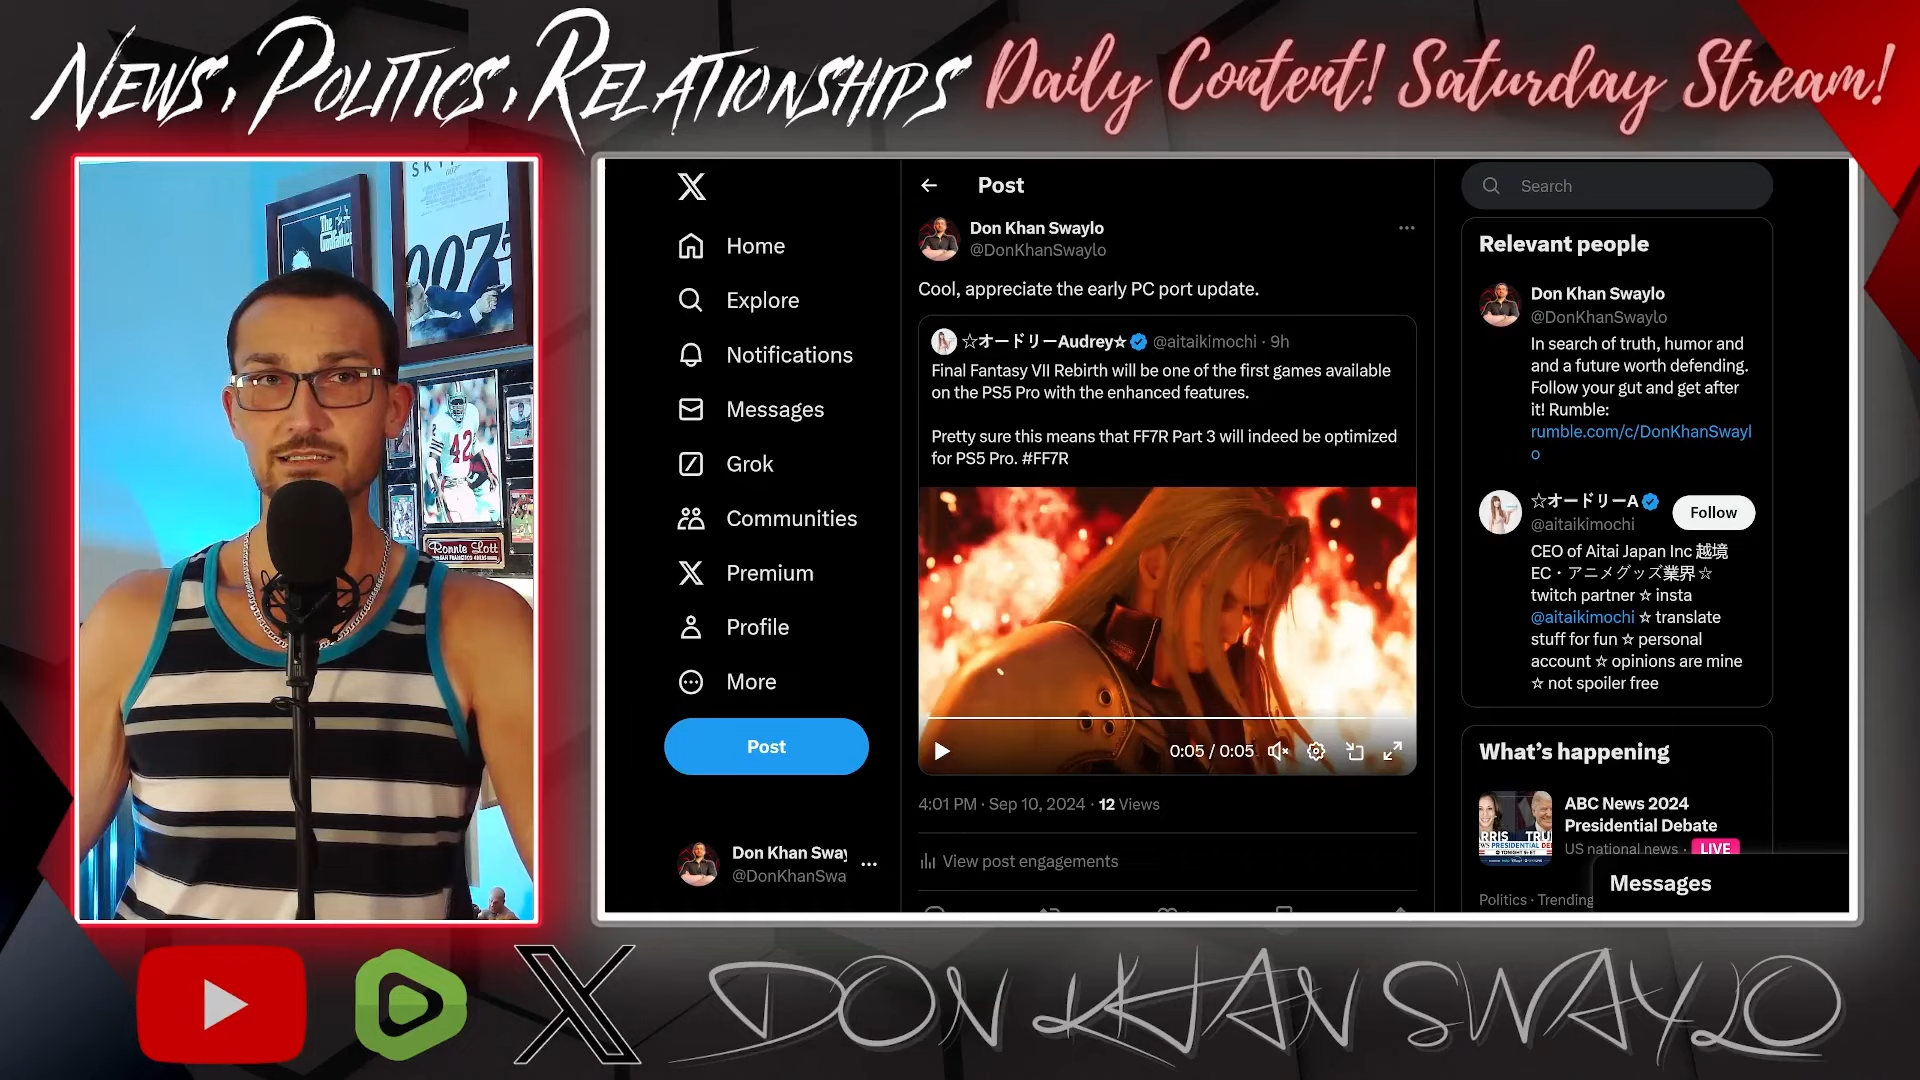 News, Politics, Relationships
Daily Content! Saturday Stream!
SKY
007
The
Godfather
42
Ronnie Lott
SAN FRANCISCO 49ERS
X
Home
Explore
Notifications
Messages
Grok
Communities
Premium
Profile
More
Post
Don Khan Sway
@DonKhanSwa
Post
Don Khan Swaylo
@DonKhanSwaylo
Cool, appreciate the early PC port update.
☆オードリーAudrey☆ @aitaikimochi · 9h
Final Fantasy VII Rebirth will be one of the first games available
on the PS5 Pro with the enhanced features.
Pretty sure this means that FF7R Part 3 will indeed be optimized
for PS5 Pro. #FF7R
0:05 / 0:05
4:01 PM · Sep 10, 2024 · 12 Views
View post engagements
Search
Relevant people
Don Khan Swaylo
@DonKhanSwaylo
In search of truth, humor and
and a future worth defending.
Follow your gut and get after
it! Rumble:
rumble.com/c/DonKhanSwayl
o
☆オードリーA
@aitaikimochi
Follow
CEO of Aitai Japan Inc 越境
EC・アニメグッズ業界☆
twitch partner ☆ insta
@aitaikimochi ☆ translate
stuff for fun ☆ personal
account ☆ opinions are mine
☆ not spoiler free
What's happening
ABC News 2024
Presidential Debate
US national news · LIVE
Politics · Trending
Messages
X
DON KHAN SWAYLO